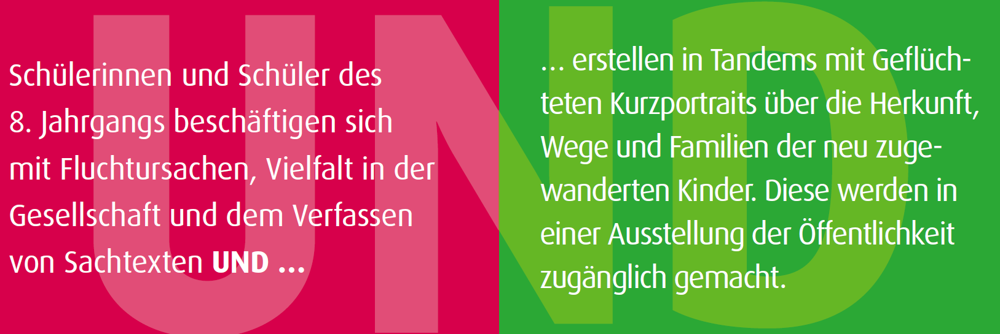 UND
Schülerinnen und Schüler des
8. Jahrgangs beschäftigen sich
mit Fluchtursachen, Vielfalt in der
Gesellschaft und dem Verfassen
von Sachtexten UND ...
... erstellen in Tandems mit Geflüch-
teten Kurzportraits über die Herkunft,
Wege und Familien der neu zuge-
wanderten Kinder. Diese werden in
einer Ausstellung der Öffentlichkeit
zugänglich gemacht.